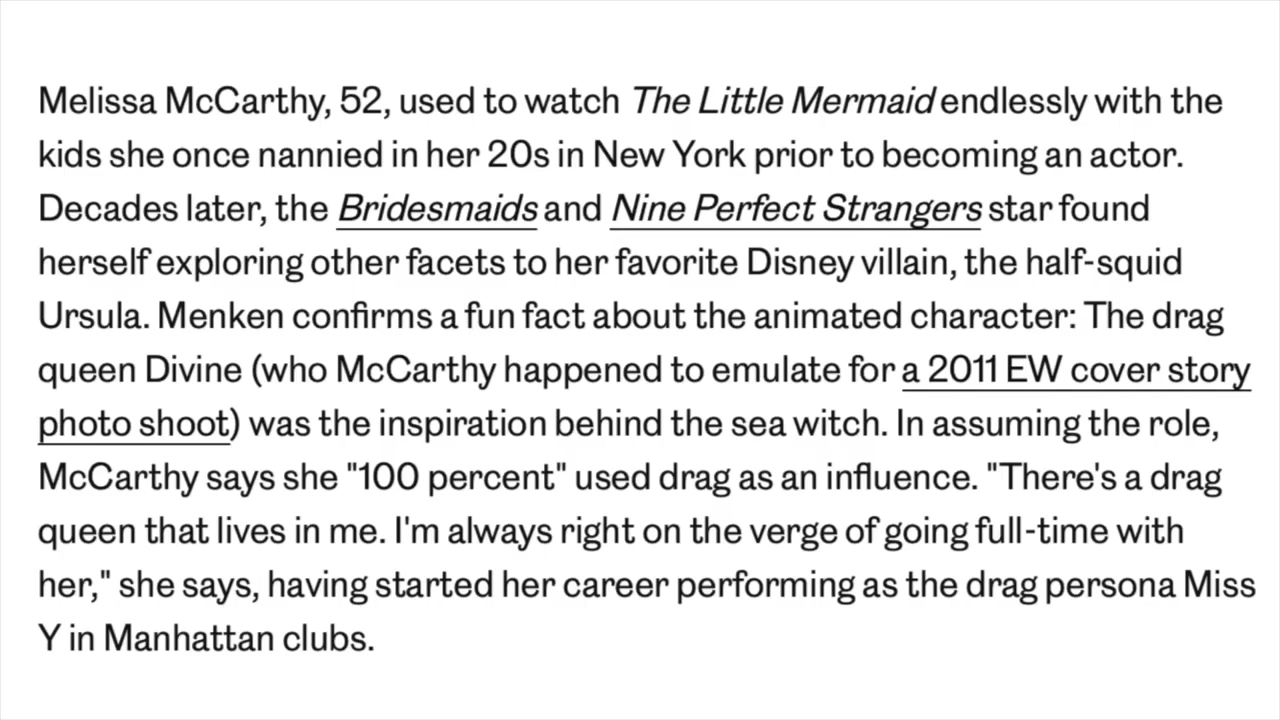 Melissa McCarthy, 52, used to watch The Little Mermaid endlessly with the
kids she once nannied in her 20s in New York prior to becoming an actor.
Decades later, the Bridesmaids and Nine Perfect Strangers star found
herself exploring other facets to her favorite Disney villain, the half-squid
Ursula. Menken confirms a fun fact about the animated character: The drag
queen Divine (who McCarthy happened to emulate for a 2011 EW cover story
photo shoot) was the inspiration behind the sea witch. In assuming the role,
McCarthy says she "100 percent" used drag as an influence. "There's a drag
queen that lives in me. I'm always right on the verge of going full-time with
her," she says, having started her career performing as the drag persona Miss
Y in Manhattan clubs.